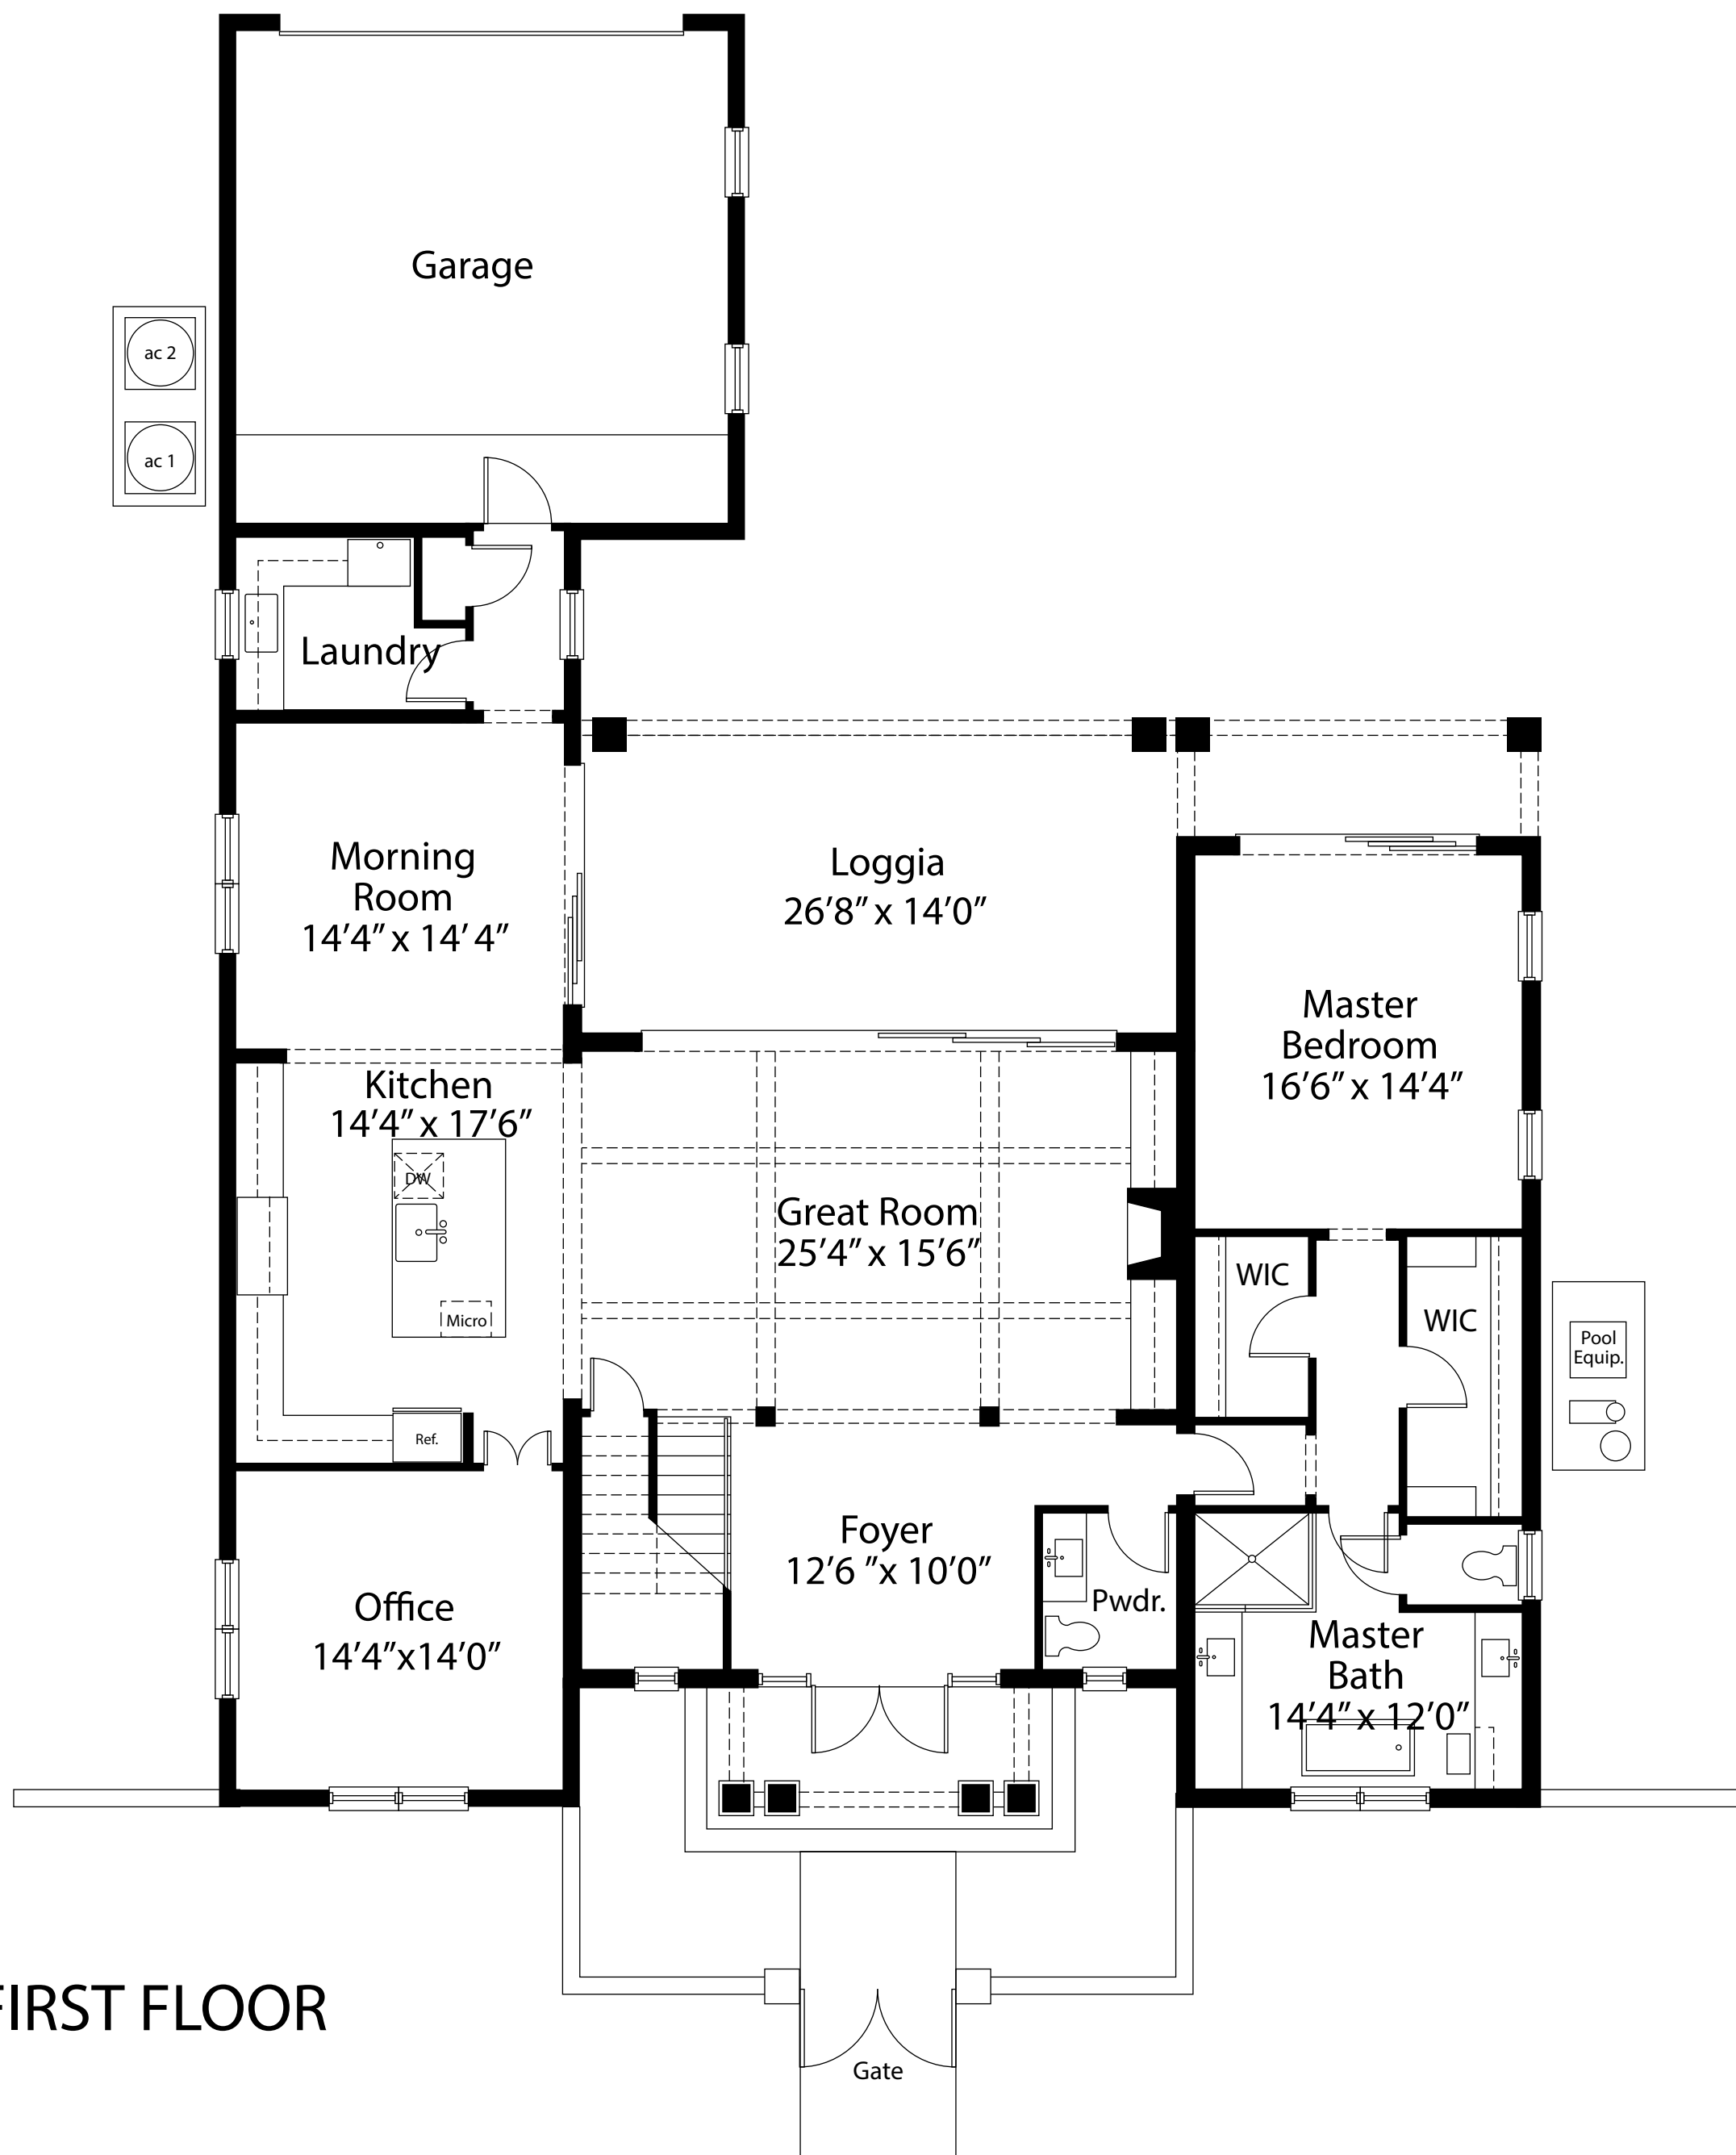 Garage
ac 2
ac 1
Laundry
Morning
Room
14'4" x 14' 4"
Loggia
26'8" x 14'0"
Master
Bedroom
16'6" x 14'4"
Kitchen
14'4" x 17'6"
DW
Micro
Ref.
Great Room
25'4" x 15'6"
WIC
WIC
Pool
Equip.
Foyer
12'6 "x 10'0"
Pwdr.
Office
14'4"x14'0"
Master
Bath
14'4" x 12'0"
FIRST FLOOR
Gate